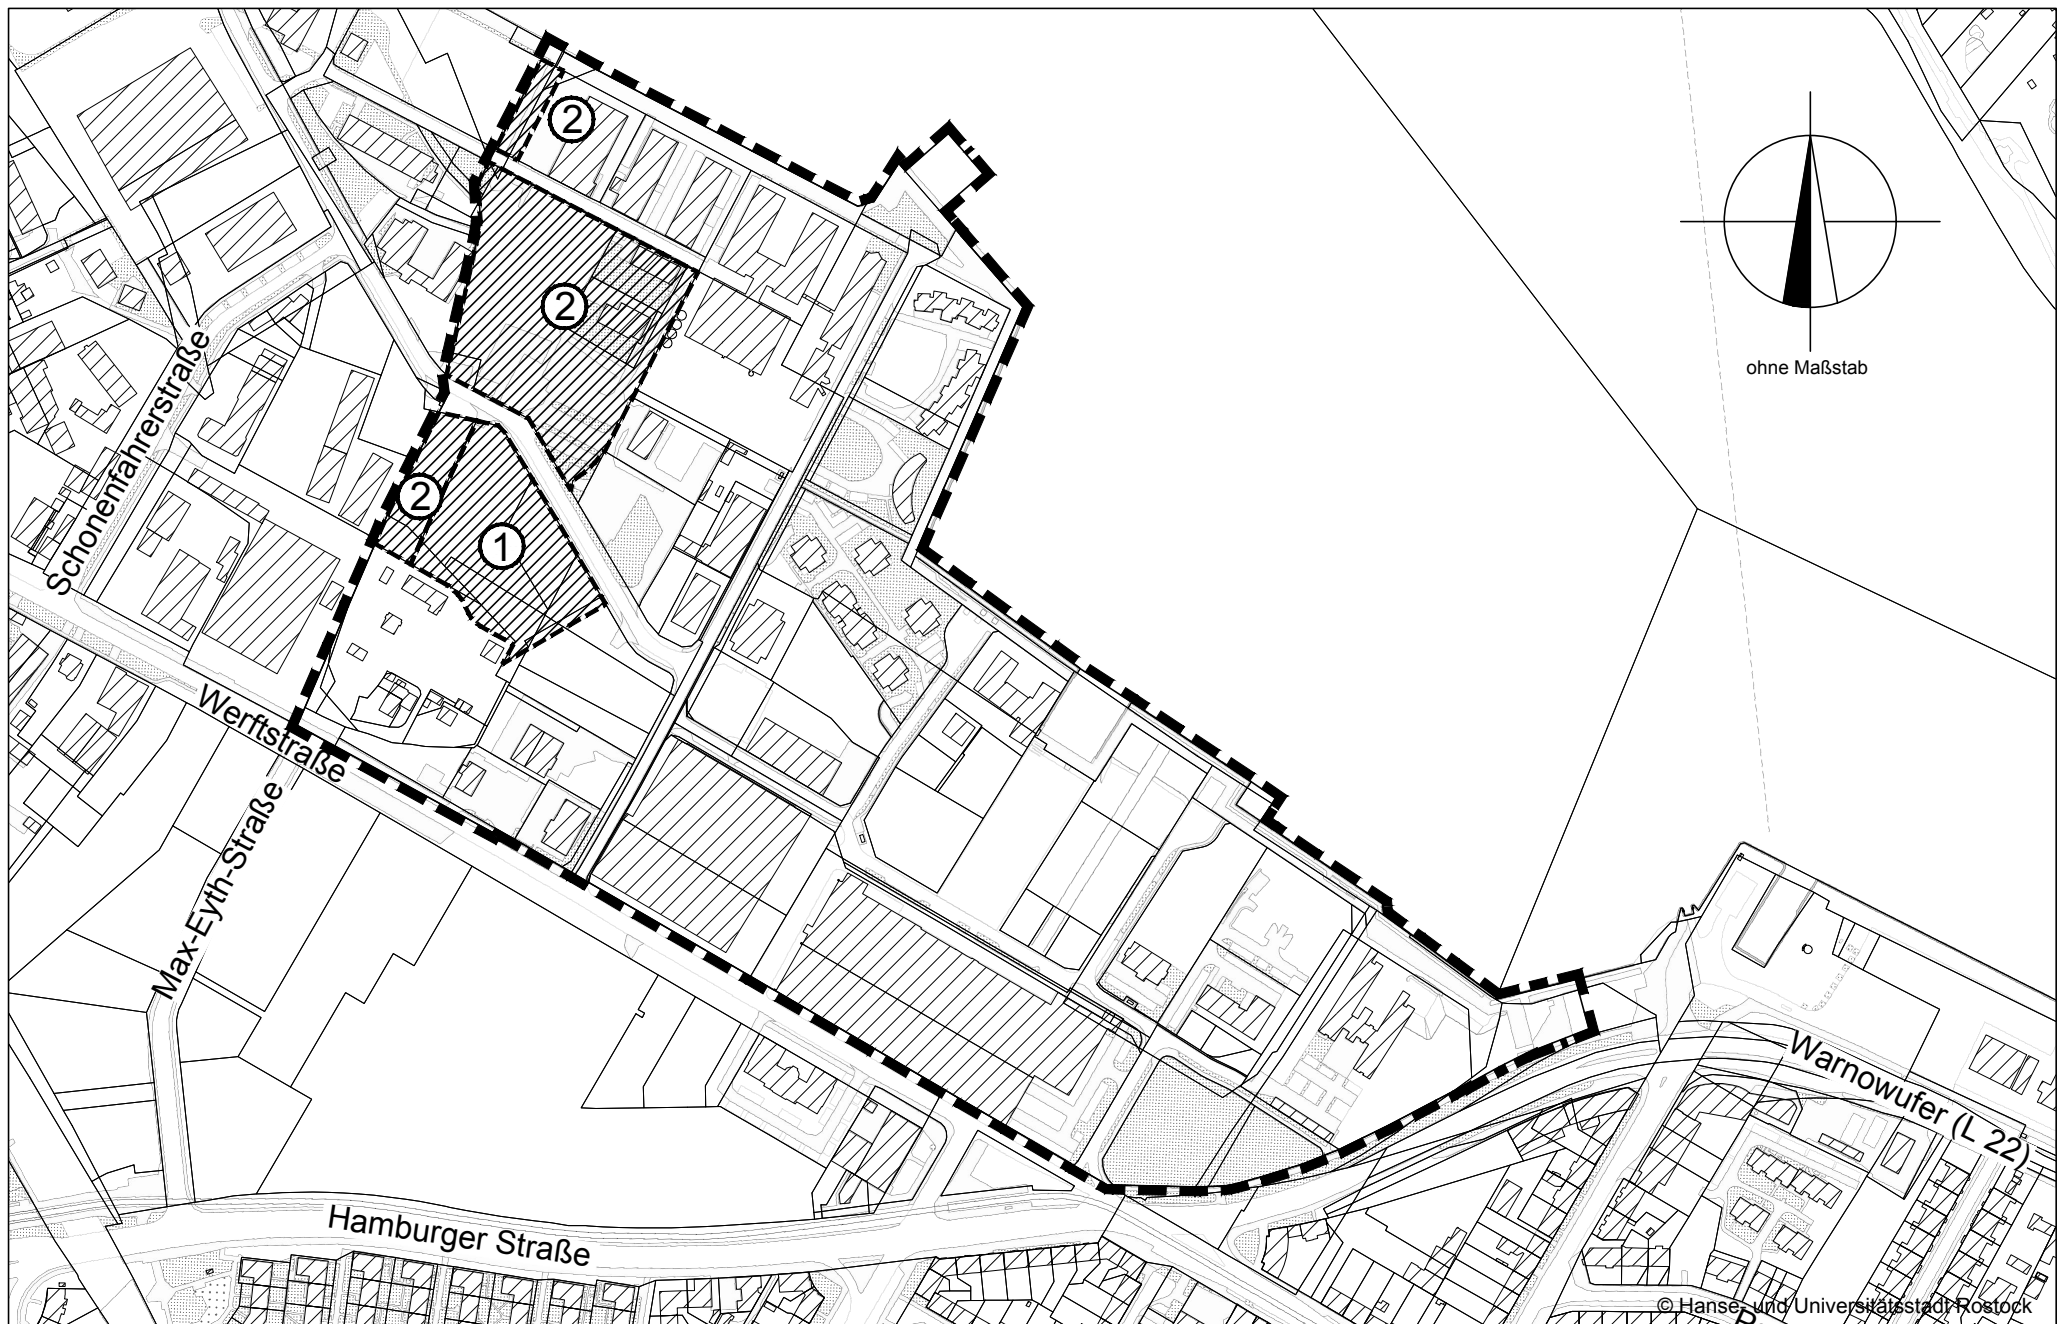 2
ohne Maßstab
2
Schonenfahrerstraße
2
1
Werftstraße
Max-Eyth-Straße
Warnowufer (L 22)
Hamburger Straße
© Hanse- und Universitätsstadt Rostock